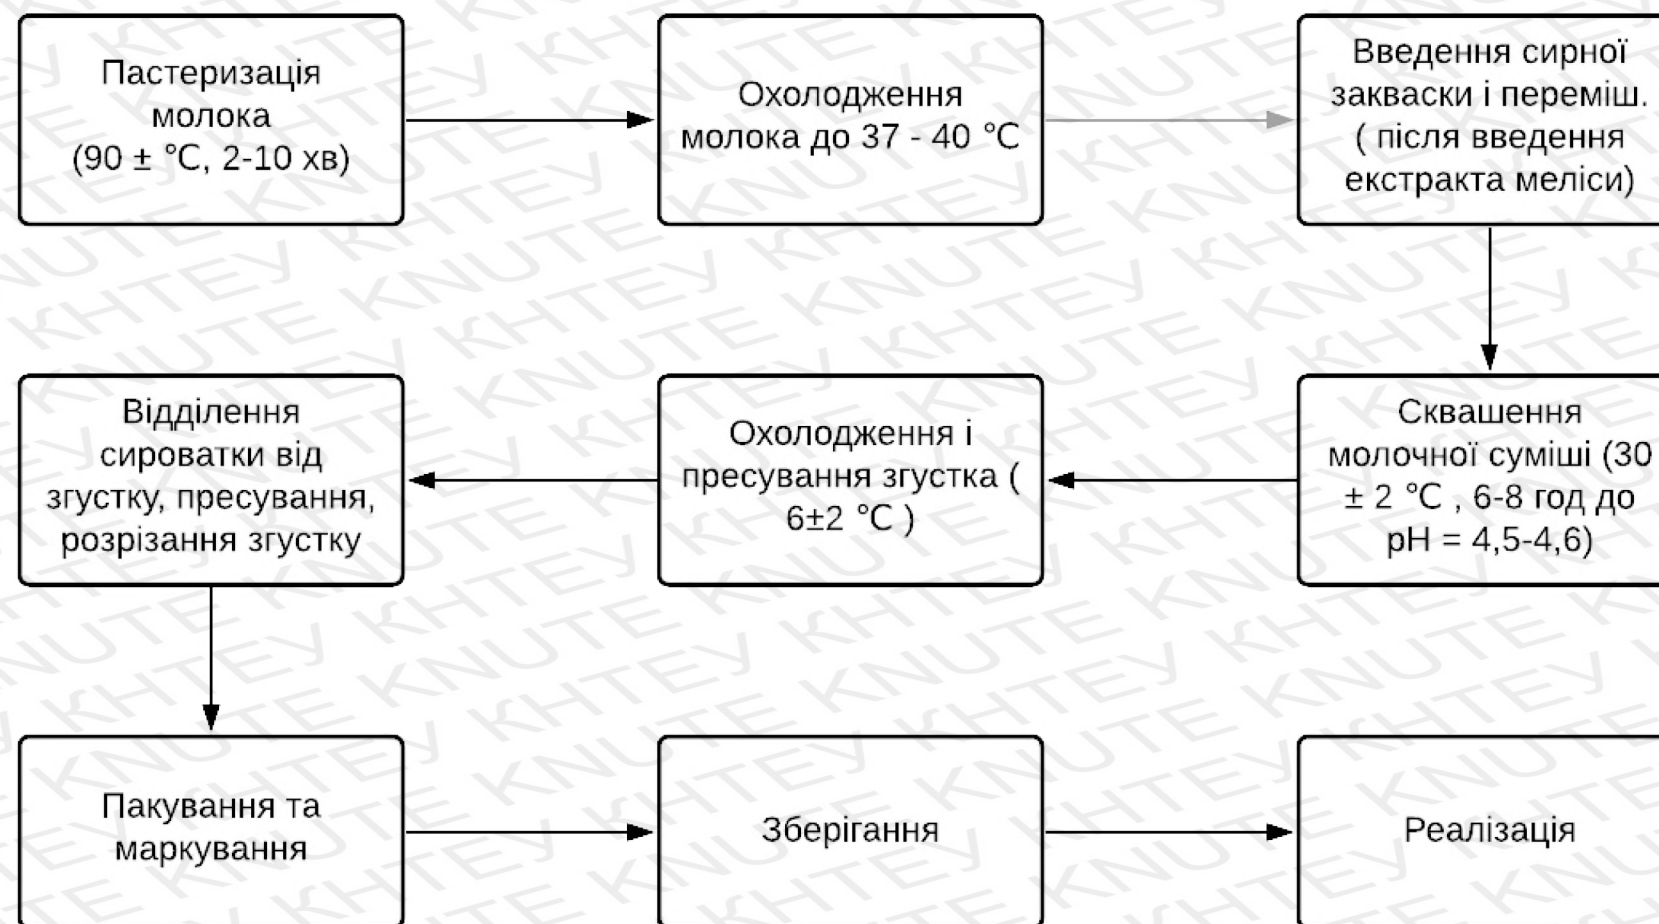 Пастеризація
молока
(90 ± ℃, 2-10 хв)
Охолодження
молока до 37 - 40 ℃
Введення сирної
закваски і переміш.
( після введення
екстракта меліси)
Сквашення
молочної суміші (30
± 2 ℃ , 6-8 год до
pH = 4,5-4,6)
Охолодження і
пресування згустка (
6±2 ℃ )
Відділення
сироватки від
згустку, пресування,
розрізання згустку
Пакування та
маркування
Зберігання
Реалізація
KNUTE КНТЕУ